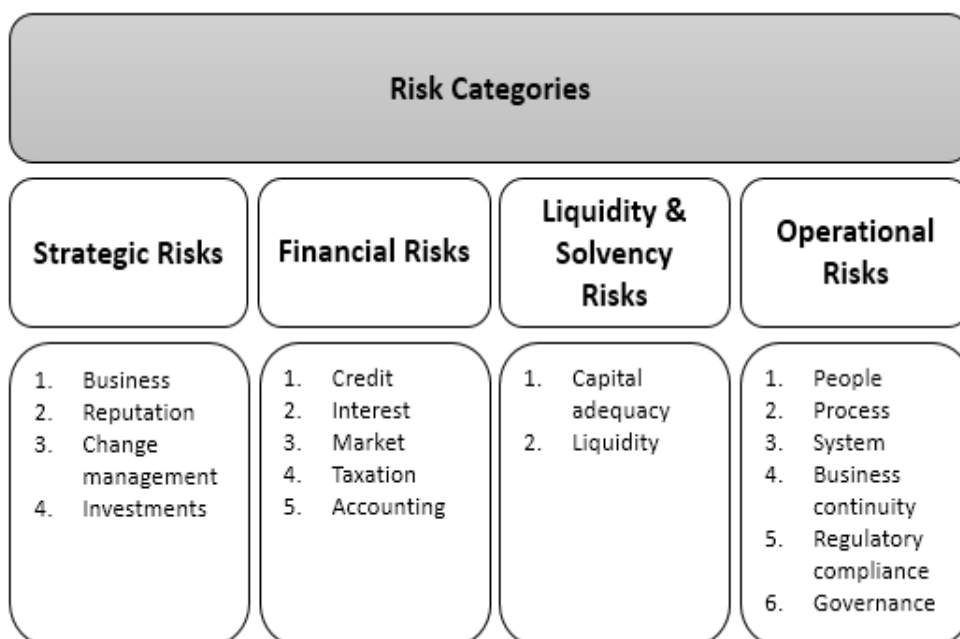 Risk Categories
Strategic Risks
Financial Risks
Liquidity &
Solvency
Risks
Operational
Risks
1. Business
2. Reputation
3. Change
management
4. Investments
1. Credit
2. Interest
3. Market
4. Taxation
5. Accounting
1. Capital
adequacy
2. Liquidity
1. People
2. Process
3. System
4. Business
continuity
5. Regulatory
compliance
6. Governance